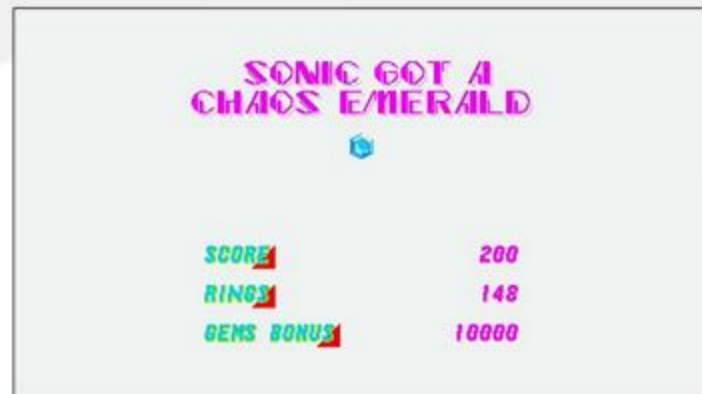 SONIC GOT A
CHAOS EMERALD
SCORE 200
RINGS 148
GEMS BONUS 10000